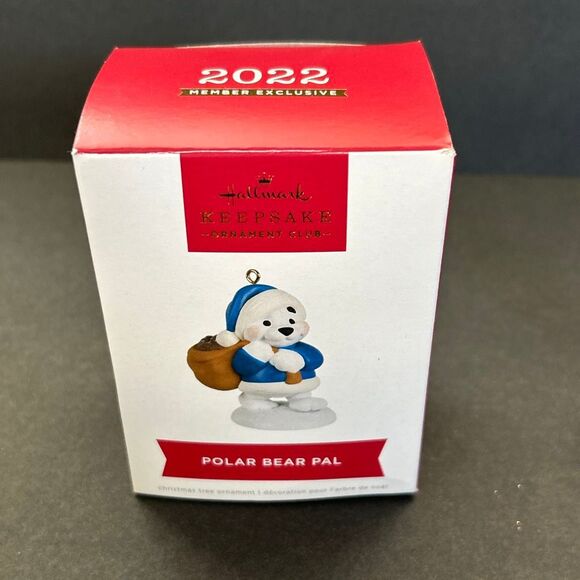 2022
MEMBER EXCLUSIVE
Hallmark
KEEPSAKE
ORNAMENT CLUB
POLAR BEAR PAL
christmas tree ornament | décoration pour l'arbre de noël